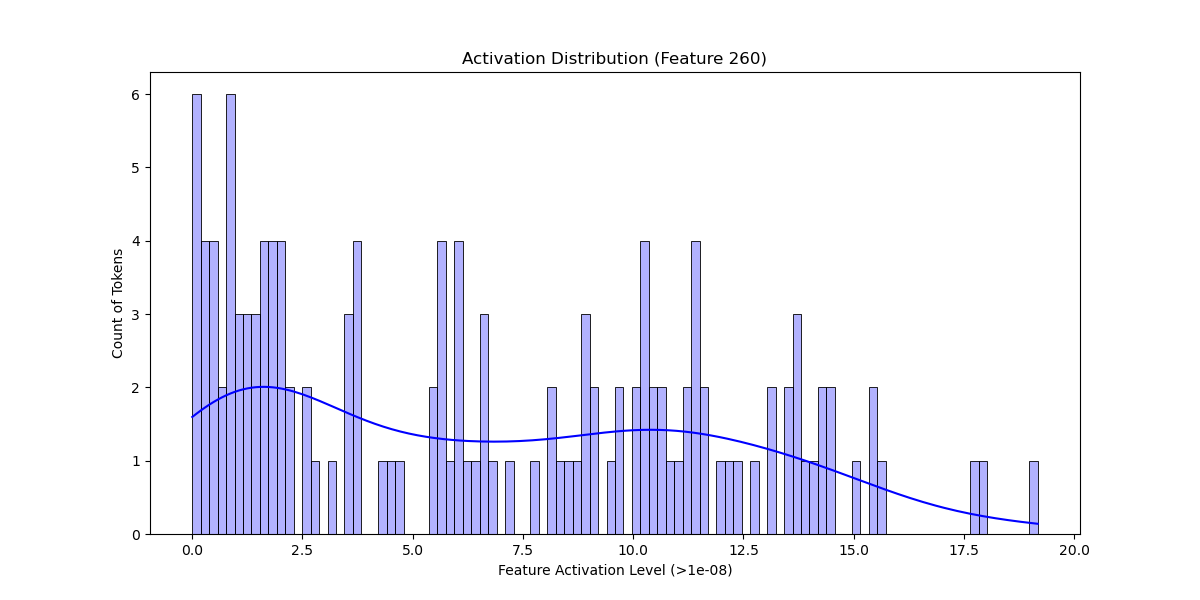 Activation Distribution (Feature 260)
6
5
4
3
2
1
0
Count of Tokens
0.0 2.5 5.0 7.5 10.0 12.5 15.0 17.5 20.0
Feature Activation Level (>1e-08)